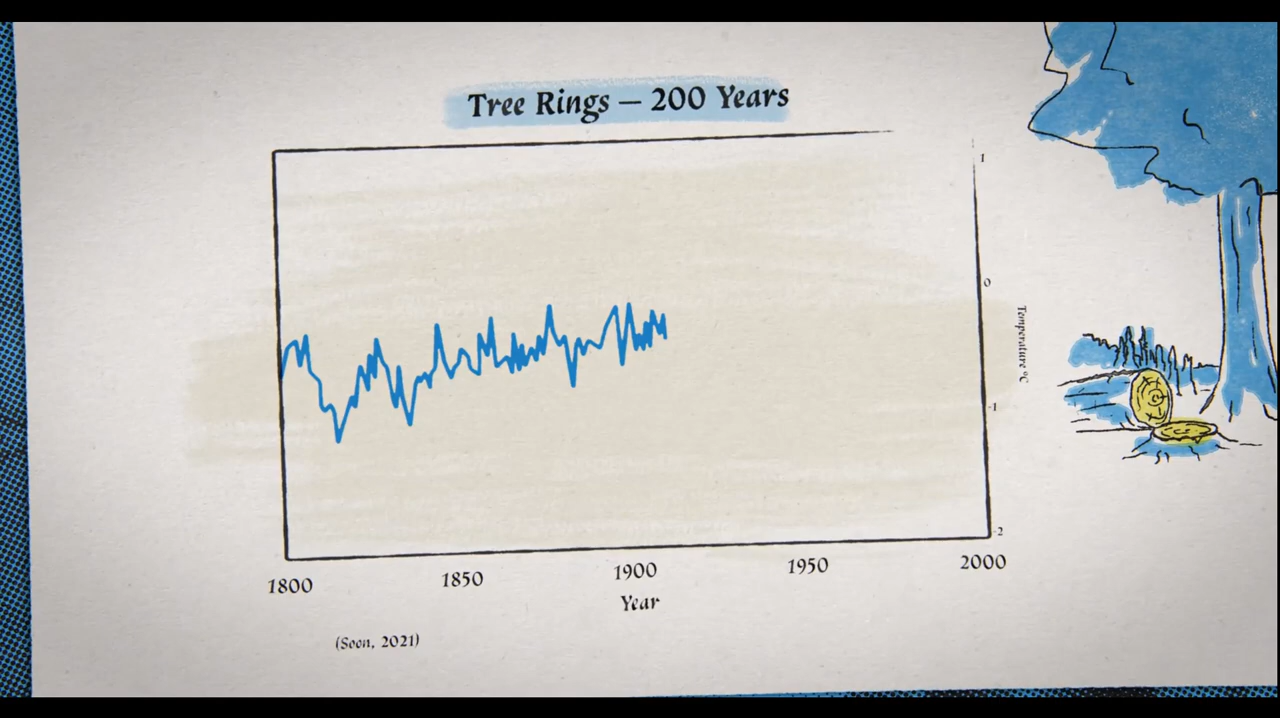 Tree Rings – 200 Years
1
0
-1
-2
Temperature °C
1800 1850 1900 1950 2000
Year
(Soon, 2021)